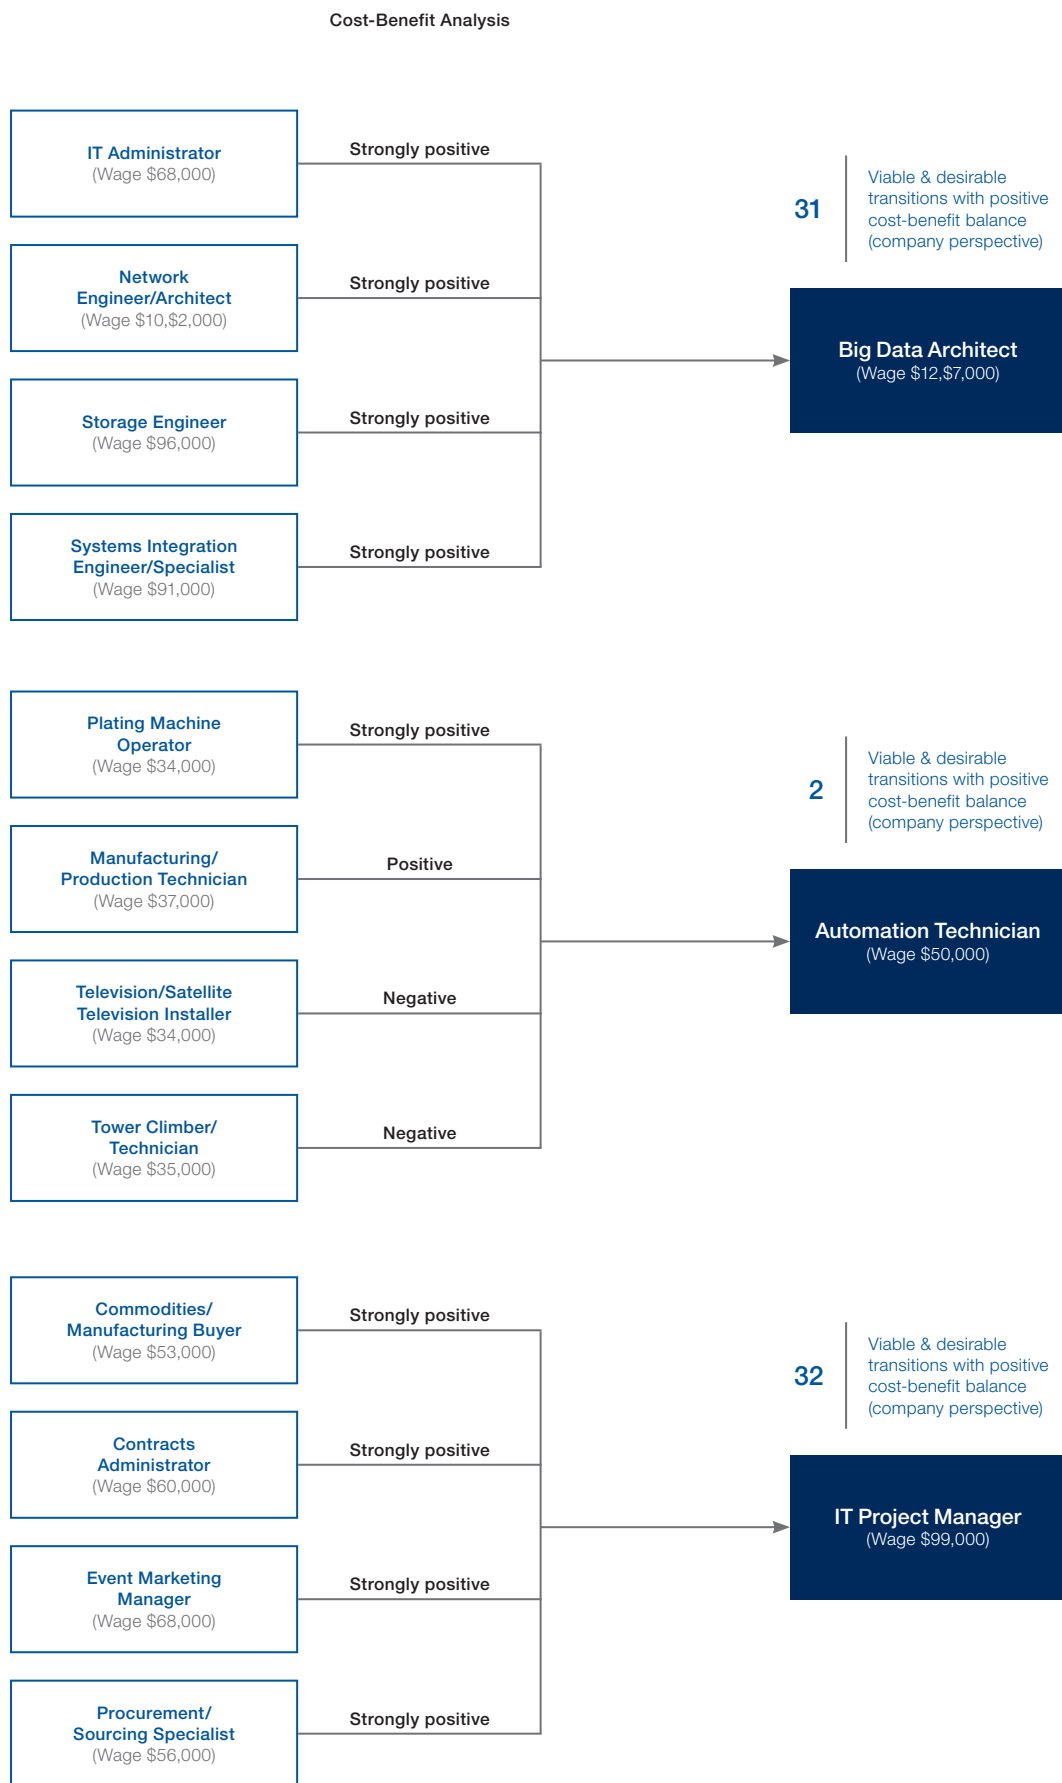 Cost-Benefit Analysis
IT Administrator
(Wage $68,000)
Strongly positive
Network
Engineer/Architect
(Wage $10,$2,000)
Strongly positive
Storage Engineer
(Wage $96,000)
Strongly positive
Systems Integration
Engineer/Specialist
(Wage $91,000)
Strongly positive
31
Viable & desirable
transitions with positive
cost-benefit balance
(company perspective)
Big Data Architect
(Wage $12,$7,000)
Plating Machine
Operator
(Wage $34,000)
Strongly positive
Manufacturing/
Production Technician
(Wage $37,000)
Positive
Television/Satellite
Television Installer
(Wage $34,000)
Negative
Tower Climber/
Technician
(Wage $35,000)
Negative
2
Viable & desirable
transitions with positive
cost-benefit balance
(company perspective)
Automation Technician
(Wage $50,000)
Commodities/
Manufacturing Buyer
(Wage $53,000)
Strongly positive
Contracts
Administrator
(Wage $60,000)
Strongly positive
Event Marketing
Manager
(Wage $68,000)
Strongly positive
Procurement/
Sourcing Specialist
(Wage $56,000)
Strongly positive
32
Viable & desirable
transitions with positive
cost-benefit balance
(company perspective)
IT Project Manager
(Wage $99,000)